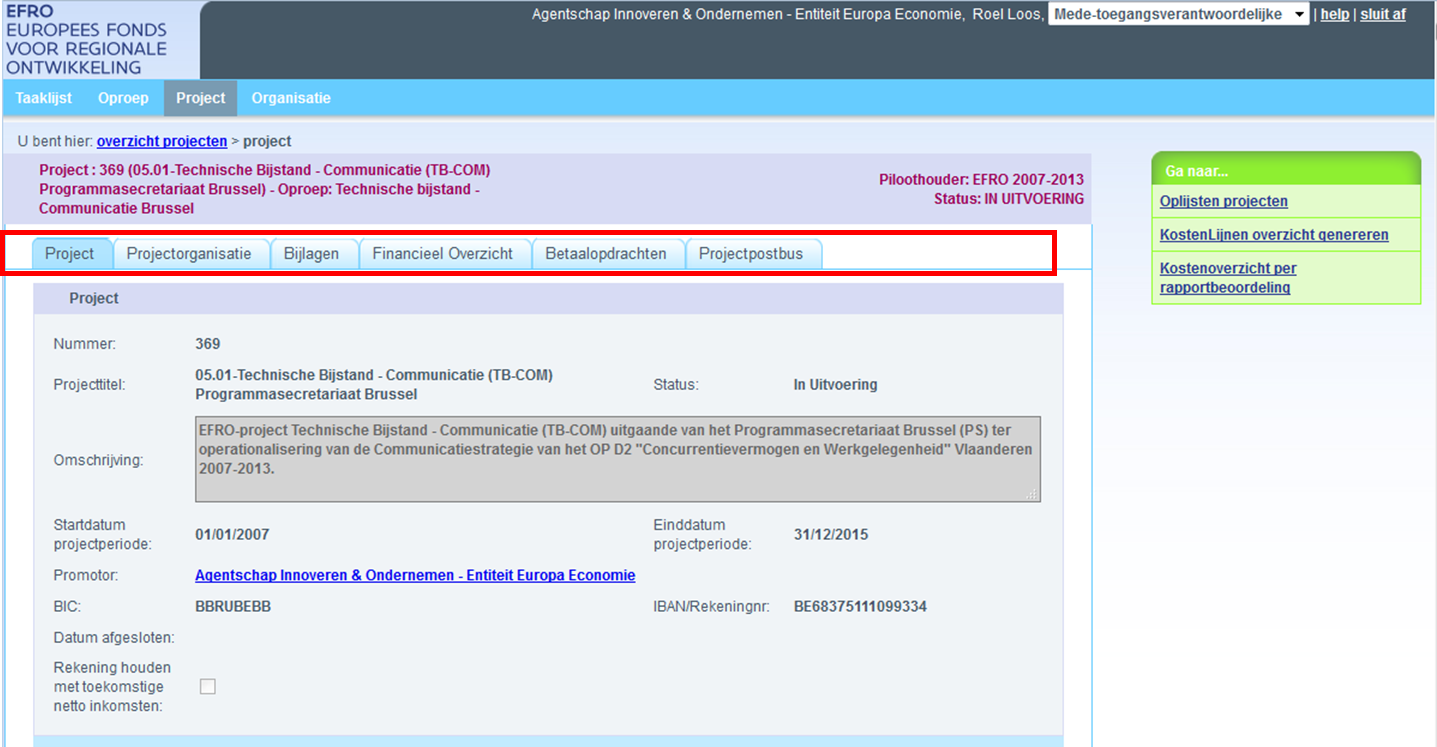 EFRO
EUROPEES FONDS
VOOR REGIONALE
ONTWIKKELING
Agentschap Innoveren & Ondernemen - Entiteit Europa Economie, Roel Loos, Mede-toegangsverantwoordelijke | help | sluit af
Taaklijst Oproep Project Organisatie
U bent hier: overzicht projecten > project
Project : 369 (05.01-Technische Bijstand - Communicatie (TB-COM)
Programmasecretariaat Brussel) - Oproep: Technische bijstand -
Communicatie Brussel
Piloothouder: EFRO 2007-2013
Status: IN UITVOERING
Ga naar...
Oplijsten projecten
KostenLijnen overzicht genereren
Kostenoverzicht per
rapportbeoordeling
Project Projectorganisatie Bijlagen Financieel Overzicht Betaalopdrachten Projectpostbus
Project
Nummer: 369
Projecttitel: 05.01-Technische Bijstand - Communicatie (TB-COM)
Programmasecretariaat Brussel
Status: In Uitvoering
Omschrijving:
EFRO-project Technische Bijstand - Communicatie (TB-COM) uitgaande van het Programmasecretariaat Brussel (PS) ter
operationalisering van de Communicatiestrategie van het OP D2 "Concurrentievermogen en Werkgelegenheid" Vlaanderen
2007-2013.
Startdatum
projectperiode: 01/01/2007
Einddatum
projectperiode: 31/12/2015
Promotor: Agentschap Innoveren & Ondernemen - Entiteit Europa Economie
BIC: BBRUBEBB IBAN/Rekeningnr: BE68375111099334
Datum afgesloten:
Rekening houden
met toekomstige
netto inkomsten: